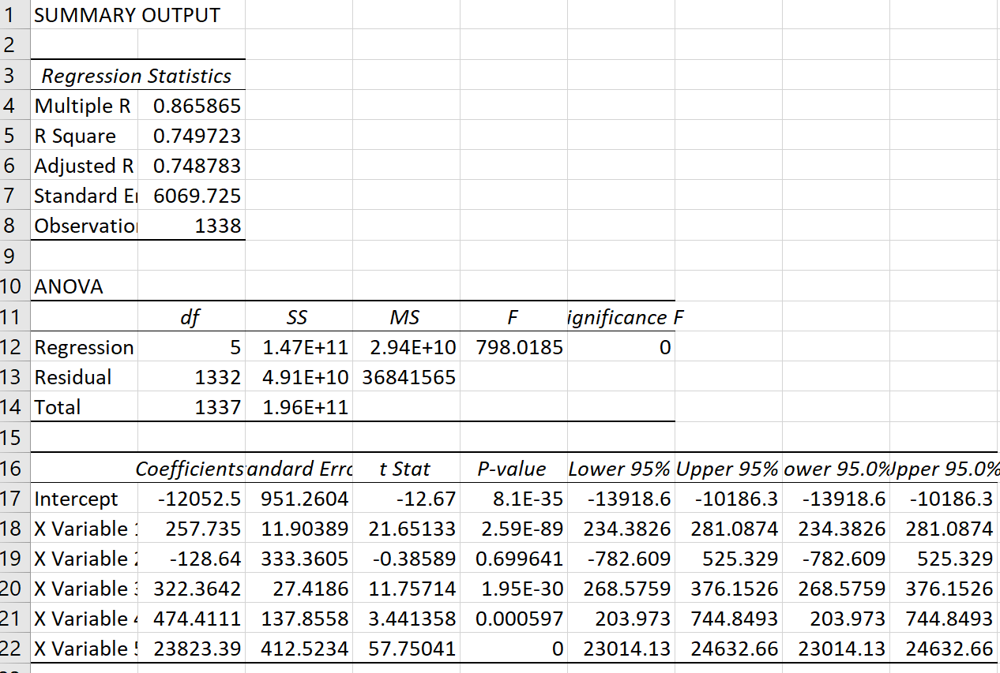 1 SUMMARY OUTPUT
2
3 Regression Statistics
4 Multiple R 0.865865
5 R Square 0.749723
6 Adjusted R 0.748783
7 Standard Er 6069.725
8 Observatior 1338
9
10 ANOVA
11 df SS MS F ignificance F
12 Regression 5 1.47E+11 2.94E+10 798.0185 0
13 Residual 1332 4.91E+10 36841565
14 Total 1337 1.96E+11
15
16 Coefficients andard Erro t Stat P-value Lower 95% Upper 95% ower 95.0% Upper 95.0%
17 Intercept -12052.5 951.2604 -12.67 8.1E-35 -13918.6 -10186.3 -13918.6 -10186.3
18 X Variable 1 257.735 11.90389 21.65133 2.59E-89 234.3826 281.0874 234.3826 281.0874
19 X Variable 2 -128.64 333.3605 -0.38589 0.699641 -782.609 525.329 -782.609 525.329
20 X Variable 3 322.3642 27.4186 11.75714 1.95E-30 268.5759 376.1526 268.5759 376.1526
21 X Variable 4 474.4111 137.8558 3.441358 0.000597 203.973 744.8493 203.973 744.8493
22 X Variable 5 23823.39 412.5234 57.75041 0 23014.13 24632.66 23014.13 24632.66